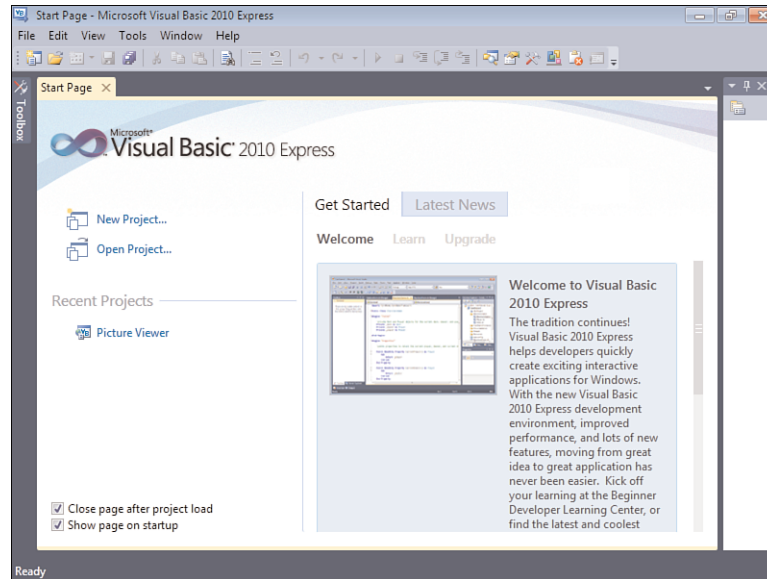 Start Page - Microsoft Visual Basic 2010 Express
File Edit View Tools Window Help
Toolbox
Start Page
Microsoft®
Visual Basic® 2010 Express
New Project...
Open Project...
Recent Projects
Picture Viewer
Close page after project load
Show page on startup
Get Started Latest News
Welcome Learn Upgrade
Welcome to Visual Basic
2010 Express
The tradition continues!
Visual Basic 2010 Express
helps developers quickly
create exciting interactive
applications for Windows.
With the new Visual Basic
2010 Express development
environment, improved
performance, and lots of new
features, moving from great
idea to great application has
never been easier. Kick off
your learning at the Beginner
Developer Learning Center, or
find the latest and coolest
Ready